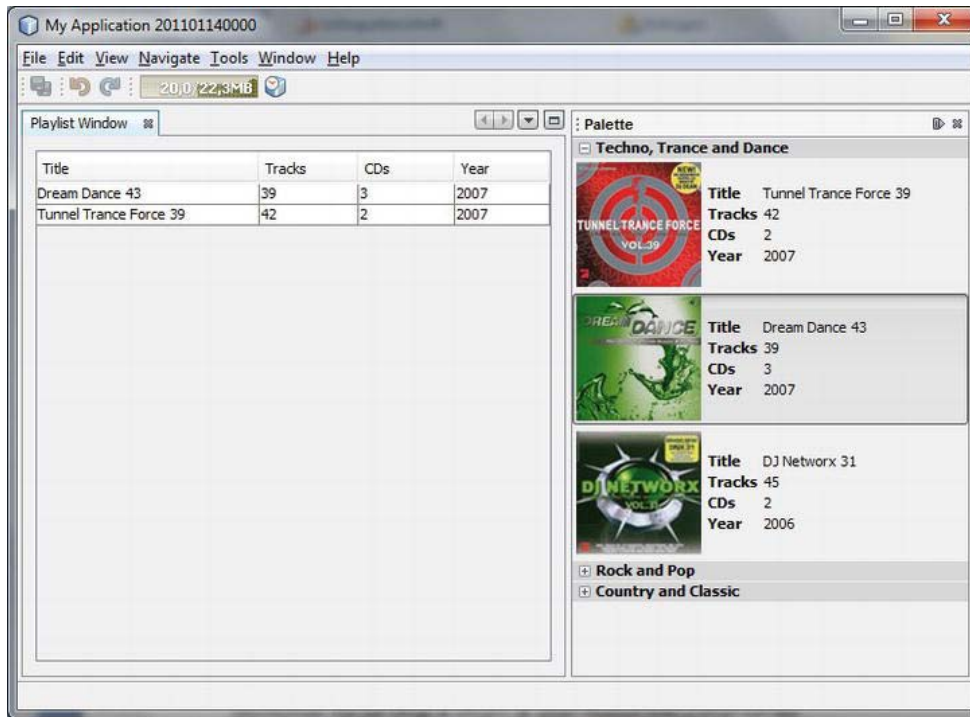 My Application 201101140000
File Edit View Navigate Tools Window Help
20,0/22,3MB
Playlist Window
Title Tracks CDs Year
Dream Dance 43 39 3 2007
Tunnel Trance Force 39 42 2 2007
Palette
Techno, Trance and Dance
NEW!
TUNNEL TRANCE FORCE
VOL.39
Title Tunnel Trance Force 39
Tracks 42
CDs 2
Year 2007
DREAM DANCE
Title Dream Dance 43
Tracks 39
CDs 3
Year 2007
DJ NETWORX
VOL.31
Title DJ Networx 31
Tracks 45
CDs 2
Year 2006
Rock and Pop
Country and Classic